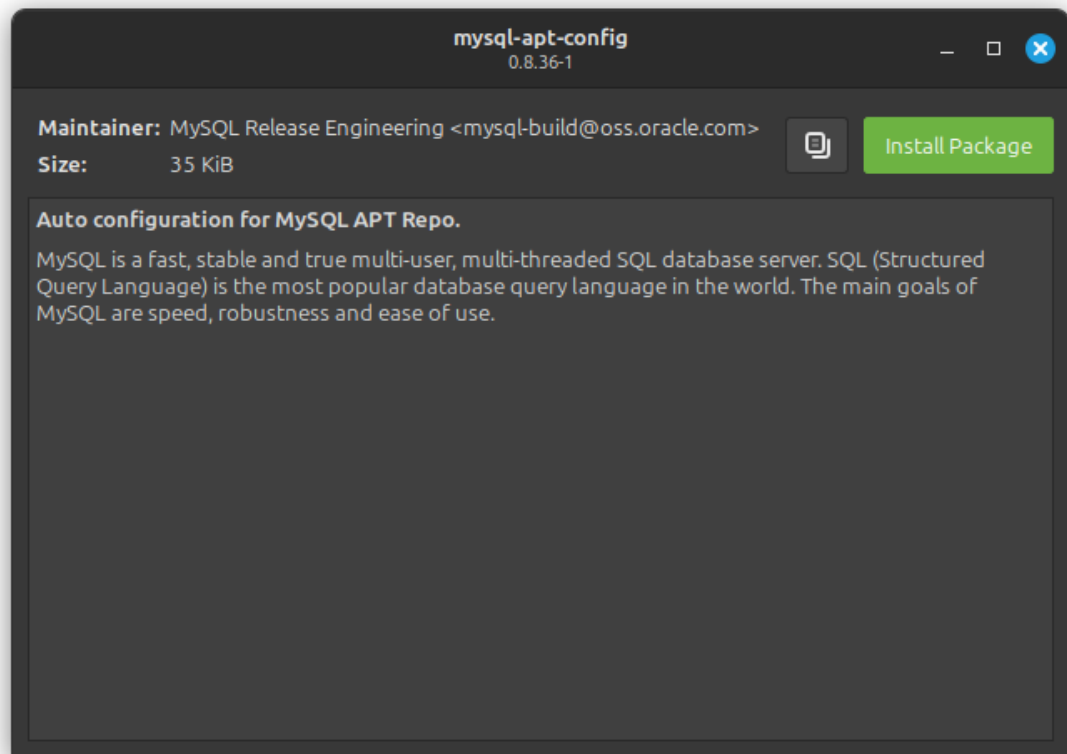 mysql-apt-config
0.8.36-1
Maintainer: MySQL Release Engineering <mysql-build@oss.oracle.com>
Size: 35 KiB
Install Package
Auto configuration for MySQL APT Repo.
MySQL is a fast, stable and true multi-user, multi-threaded SQL database server. SQL (Structured
Query Language) is the most popular database query language in the world. The main goals of
MySQL are speed, robustness and ease of use.